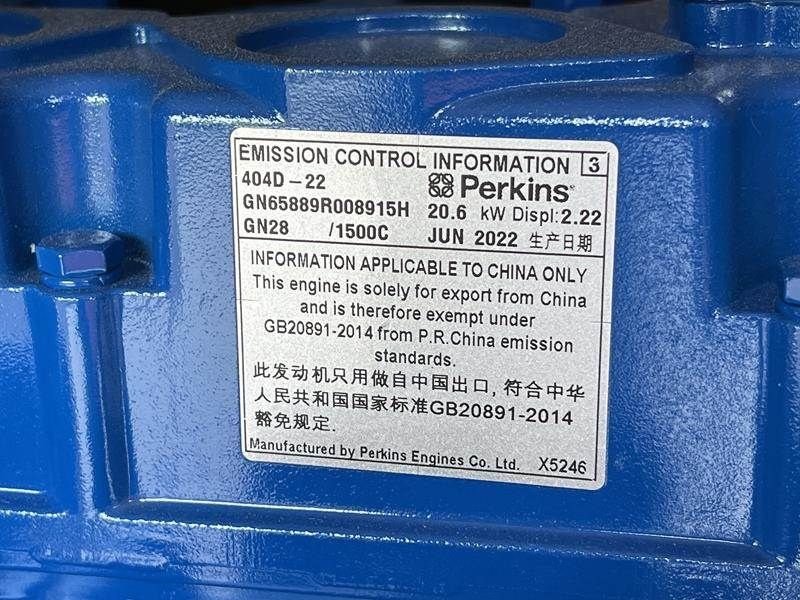 EMISSION CONTROL INFORMATION 3
404D-22 Perkins
GN65889R008915H 20.6 kW Displ:2.22
GN28 /1500C JUN 2022 生产日期
INFORMATION APPLICABLE TO CHINA ONLY
This engine is solely for export from China
and is therefore exempt under
GB20891-2014 from P.R.China emission
standards.
此发动机只用做自中国出口, 符合中华
人民共和国国家标准GB20891-2014
豁免规定.
Manufactured by Perkins Engines Co. Ltd. X5246